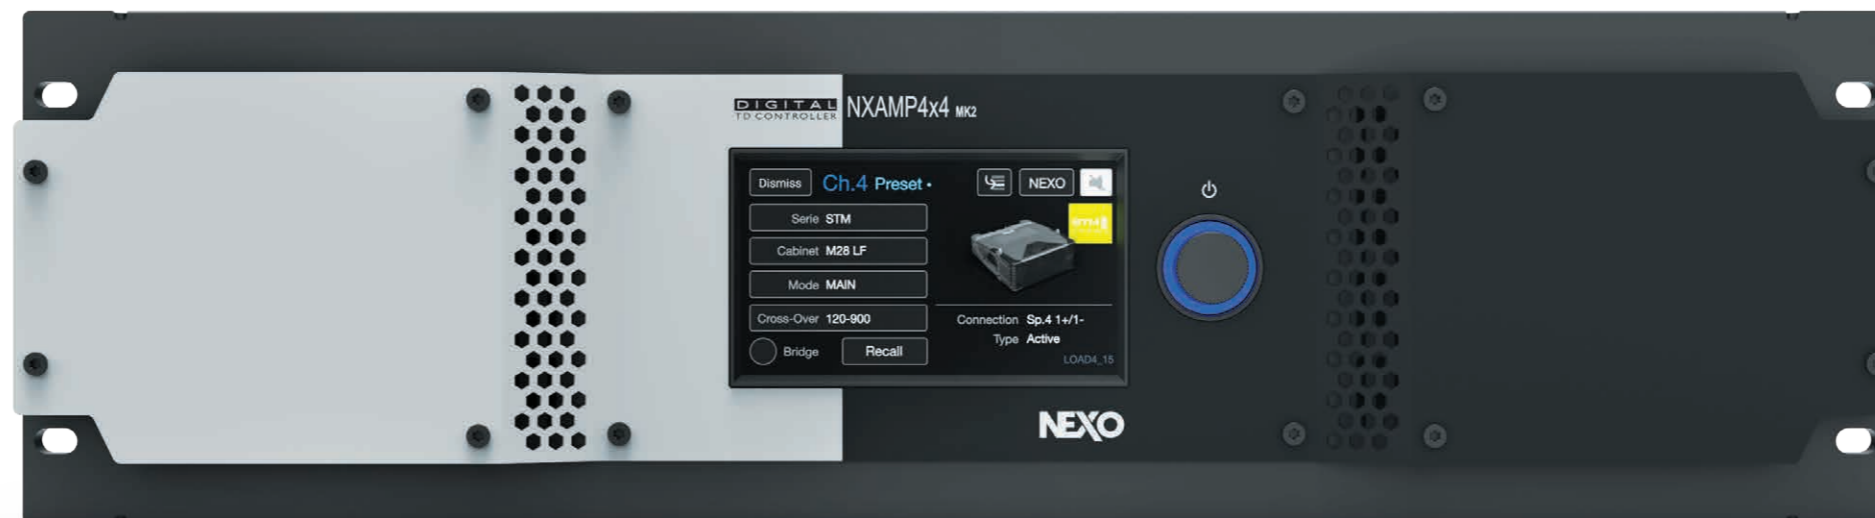 DIGITAL
TD CONTROLLER
NXAMP4x4 MK2
Dismiss
Ch.4 Preset •
NEXO
Serie STM
Cabinet M28 LF
Mode MAIN
Cross-Over 120-900
Bridge
Recall
Connection Sp.4 1+/1-
Type Active
LOAD4_15
NEXO